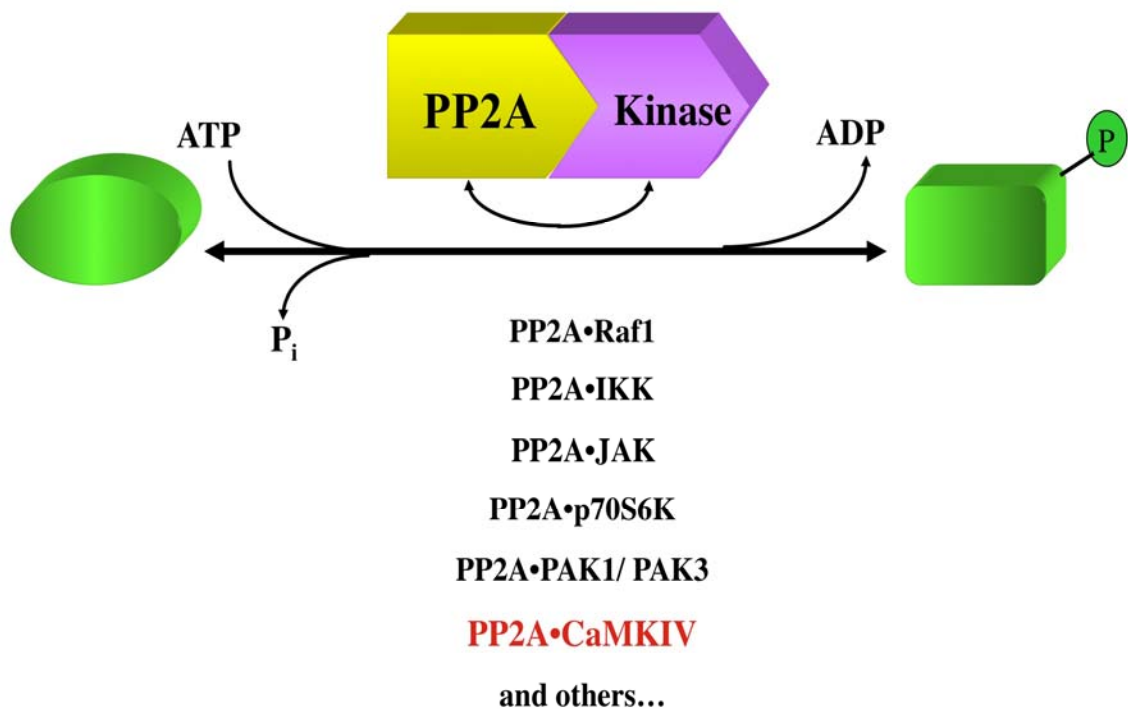 PP2A
Kinase
ATP
ADP
P
P_i
PP2A•Raf1
PP2A•IKK
PP2A•JAK
PP2A•p70S6K
PP2A•PAK1/ PAK3
PP2A•CaMKIV
and others…